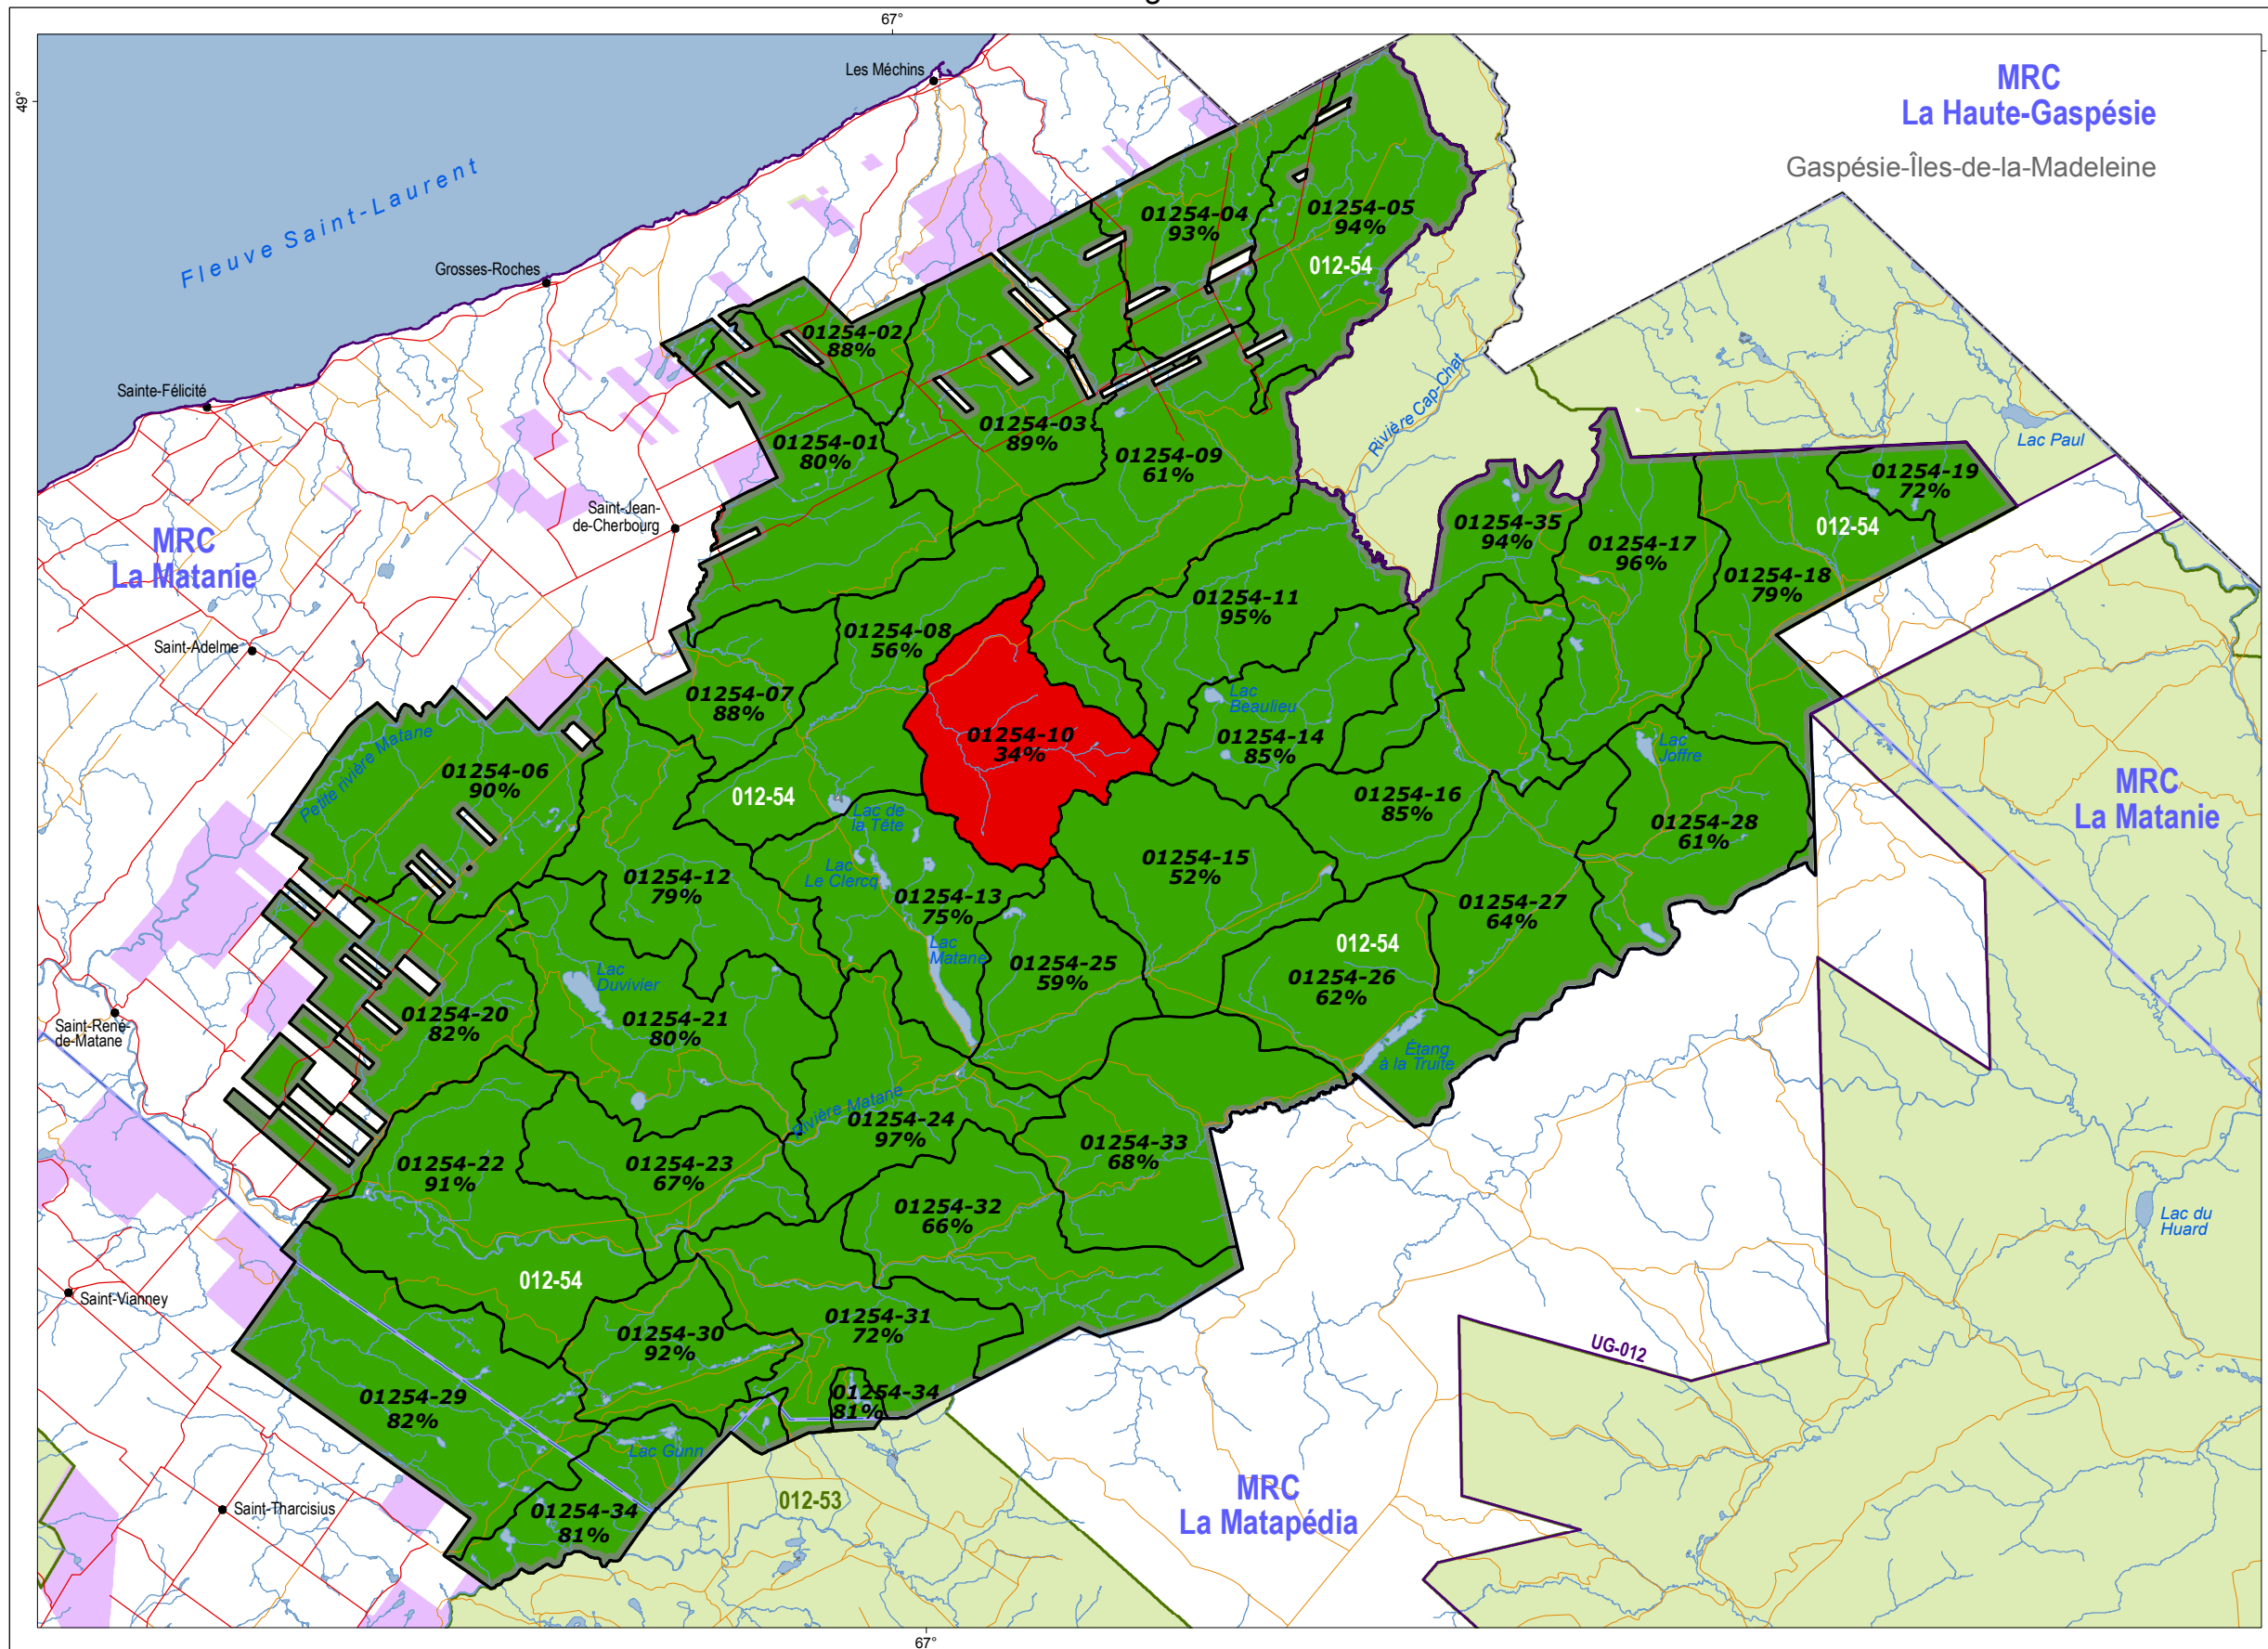 67°
49°
Les Méchins
MRC
La Haute-Gaspésie
Gaspésie-Îles-de-la-Madeleine
Fleuve Saint-Laurent
Grosses-Roches
01254-04
93%
01254-05
94%
012-54
01254-02
88%
Sainte-Félicité
Rivière Cap-Chat
Lac Paul
01254-03
89%
01254-01
80%
01254-09
61%
01254-19
72%
Saint-Jean-
de-Cherbourg
01254-35
94%
012-54
01254-17
96%
MRC
La Matanie
01254-18
79%
01254-11
95%
Saint-Adelme
01254-08
56%
01254-07
88%
Lac
Beaulieu
01254-10
34%
01254-14
85%
Lac
Joffre
Petite rivière Matane
01254-06
90%
012-54
01254-16
85%
MRC
La Matanie
Lac de
la Tête
01254-28
61%
01254-15
52%
Lac
Le Clercq
01254-12
79%
01254-13
75%
01254-27
64%
Lac
Matane
012-54
01254-25
59%
01254-26
62%
Lac
Duvivier
01254-20
82%
01254-21
80%
Saint-René-
de-Matane
Étang
à la Truite
Rivière Matane
01254-24
97%
01254-33
68%
01254-22
91%
01254-23
67%
01254-32
66%
Lac du
Huard
012-54
Saint-Vianney
01254-31
72%
01254-30
92%
UG-012
01254-29
82%
01254-34
81%
Lac Gunn
012-53
MRC
La Matapédia
Saint-Tharcisius
01254-34
81%
67°